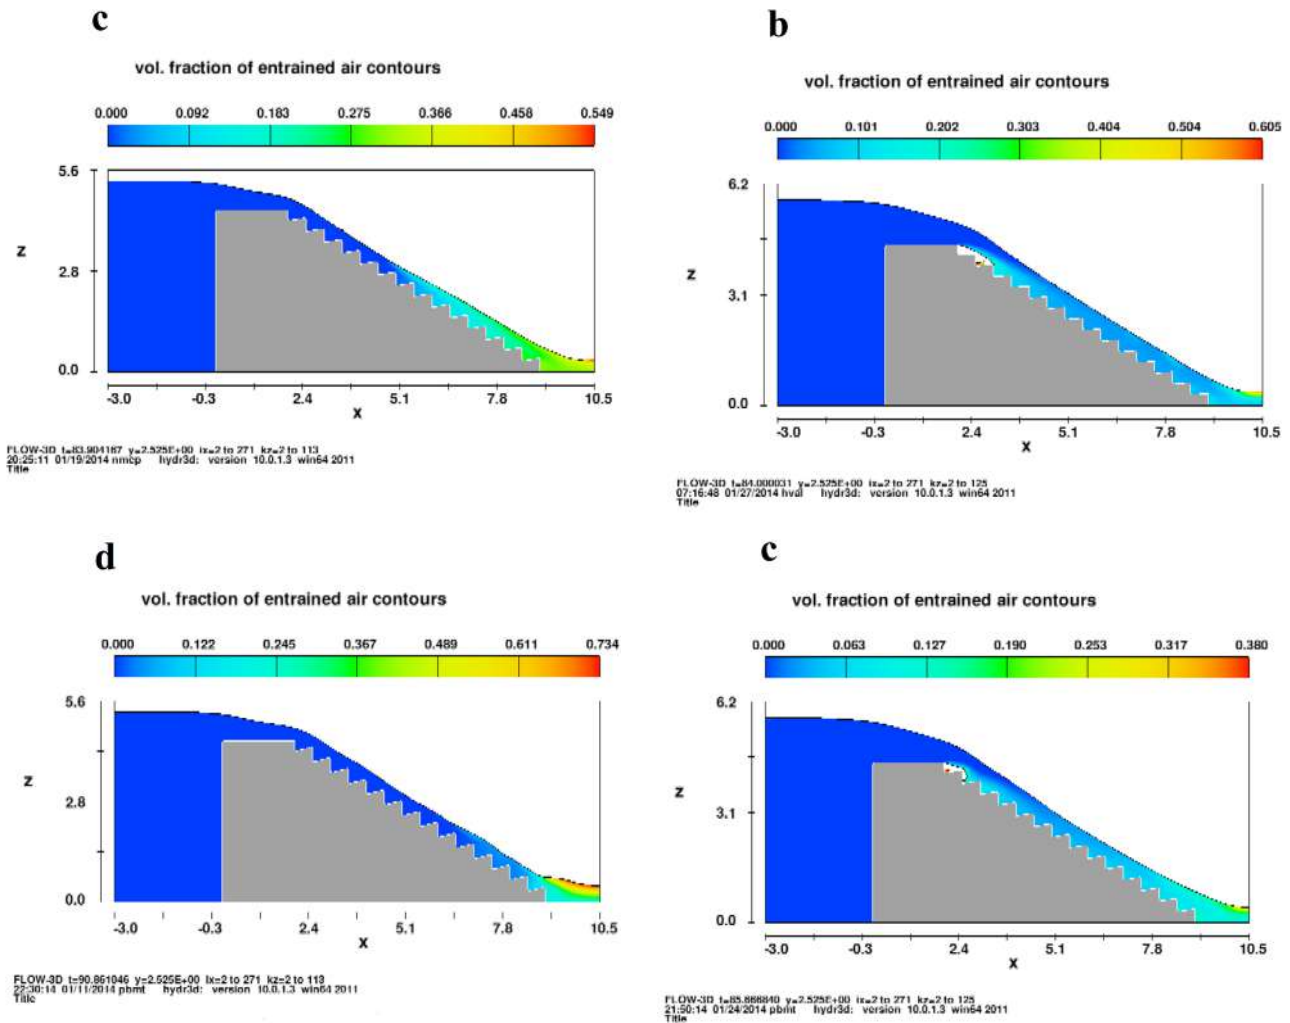 c
vol. fraction of entrained air contours
0.000 0.092 0.183 0.275 0.366 0.458 0.549
5.6
z
2.8
0.0
-3.0 -0.3 2.4 5.1 7.8 10.5
x
FLOW-3D t=83.904167 y=2.525E+00 ix=2 to 271 kz=2 to 113
20:25:11 01/19/2014 nmcp hydr3d: version 10.0.1.3 win64 2011
Title
b
vol. fraction of entrained air contours
0.000 0.101 0.202 0.303 0.404 0.504 0.605
6.2
z
3.1
0.0
-3.0 -0.3 2.4 5.1 7.8 10.5
x
FLOW-3D t=84.000031 y=2.525E+00 ix=2 to 271 kz=2 to 125
07:16:48 01/27/2014 hval hydr3d: version 10.0.1.3 win64 2011
Title
d
vol. fraction of entrained air contours
0.000 0.122 0.245 0.367 0.489 0.611 0.734
5.6
z
2.8
0.0
-3.0 -0.3 2.4 5.1 7.8 10.5
x
FLOW-3D t=90.861046 y=2.525E+00 ix=2 to 271 kz=2 to 113
22:30:14 01/11/2014 pbmt hydr3d: version 10.0.1.3 win64 2011
Title
c
vol. fraction of entrained air contours
0.000 0.063 0.127 0.190 0.253 0.317 0.380
6.2
z
3.1
0.0
-3.0 -0.3 2.4 5.1 7.8 10.5
x
FLOW-3D t=85.666840 y=2.525E+00 ix=2 to 271 kz=2 to 125
21:50:14 01/24/2014 pbmt hydr3d: version 10.0.1.3 win64 2011
Title